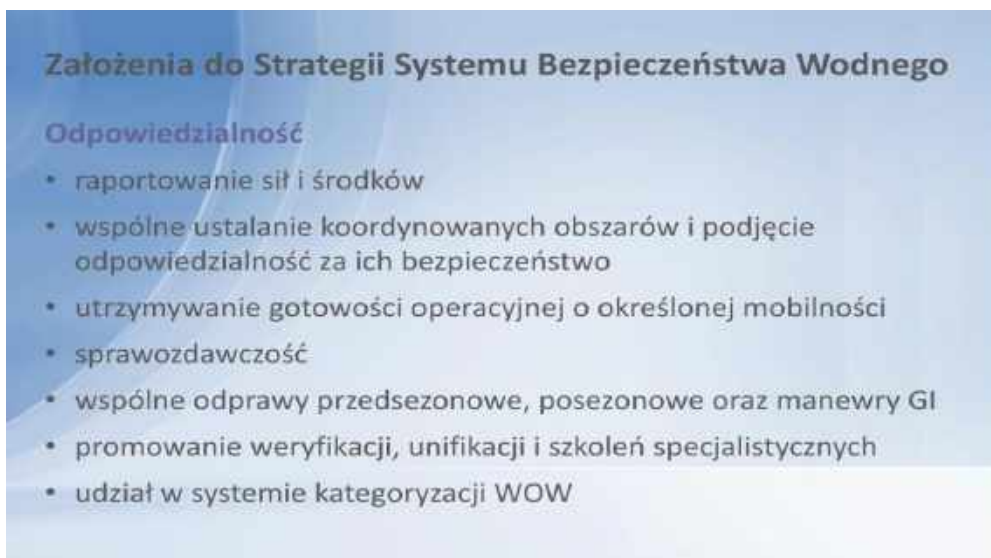 Założenia do Strategii Systemu Bezpieczeństwa Wodnego
Odpowiedzialność
• raportowanie sił i środków
• wspólne ustalanie koordynowanych obszarów i podjęcie
odpowiedzialność za ich bezpieczeństwo
• utrzymywanie gotowości operacyjnej o określonej mobilności
• sprawozdawczość
• wspólne odprawy przedsezonowe, posezonowe oraz manewry GI
• promowanie weryfikacji, unifikacji i szkoleń specjalistycznych
• udział w systemie kategoryzacji WOW